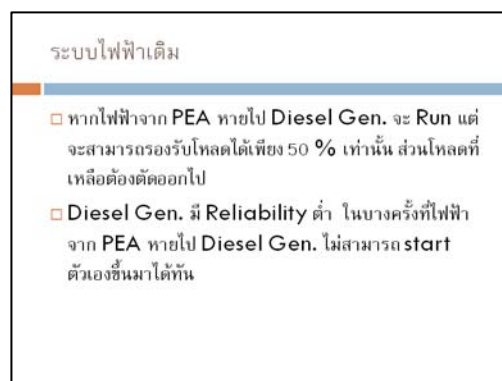 ระบบไฟฟ้าเดิม
หากไฟฟ้าจาก PEA หายไป Diesel Gen. จะ Run แต่
จะสามารถรองรับโหลดได้เพียง 50 % เท่านั้น ส่วนโหลดที่
เหลือต้องตัดออกไป
Diesel Gen. มี Reliability ต่ำ ในบางครั้งที่ไฟฟ้า
จาก PEA หายไป Diesel Gen. ไม่สามารถ start
ตัวเองขึ้นมาได้ทัน